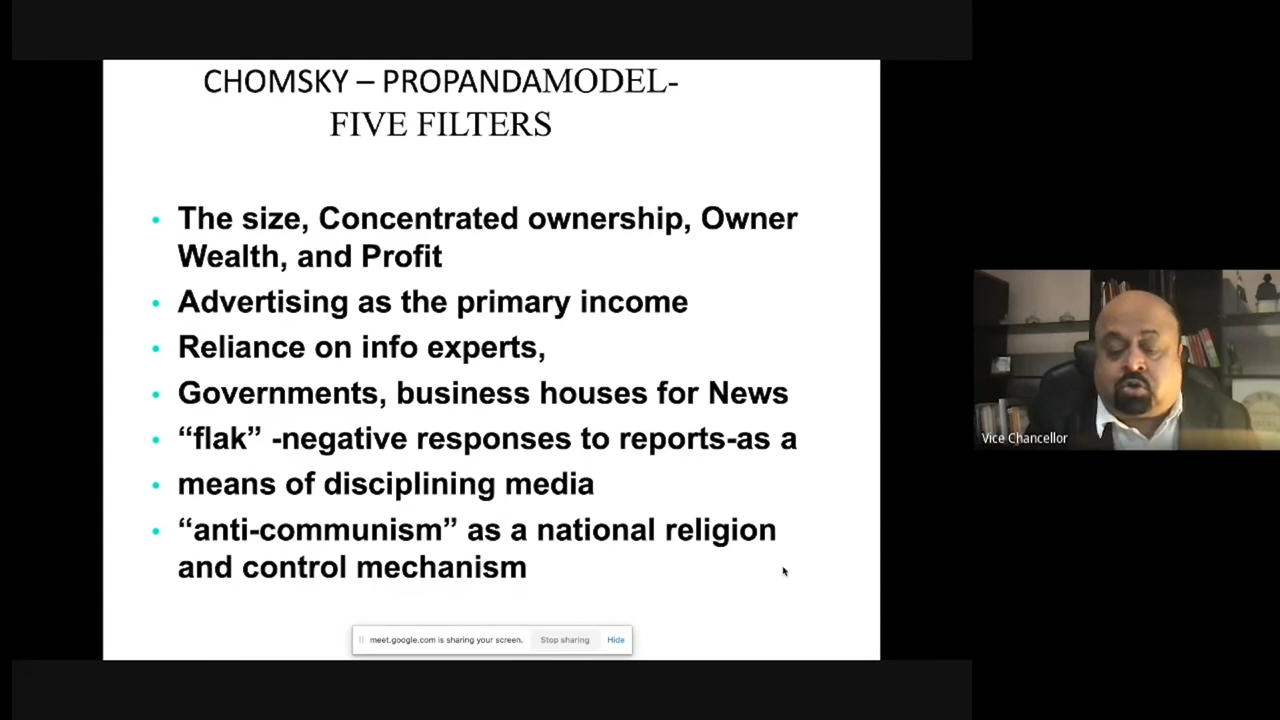 CHOMSKY – PROPANDAMODEL-
FIVE FILTERS
• The size, Concentrated ownership, Owner
Wealth, and Profit
• Advertising as the primary income
• Reliance on info experts,
• Governments, business houses for News
• “flak” -negative responses to reports-as a
• means of disciplining media
• “anti-communism” as a national religion
and control mechanism
meet.google.com is sharing your screen. Stop sharing Hide
Vice Chancellor